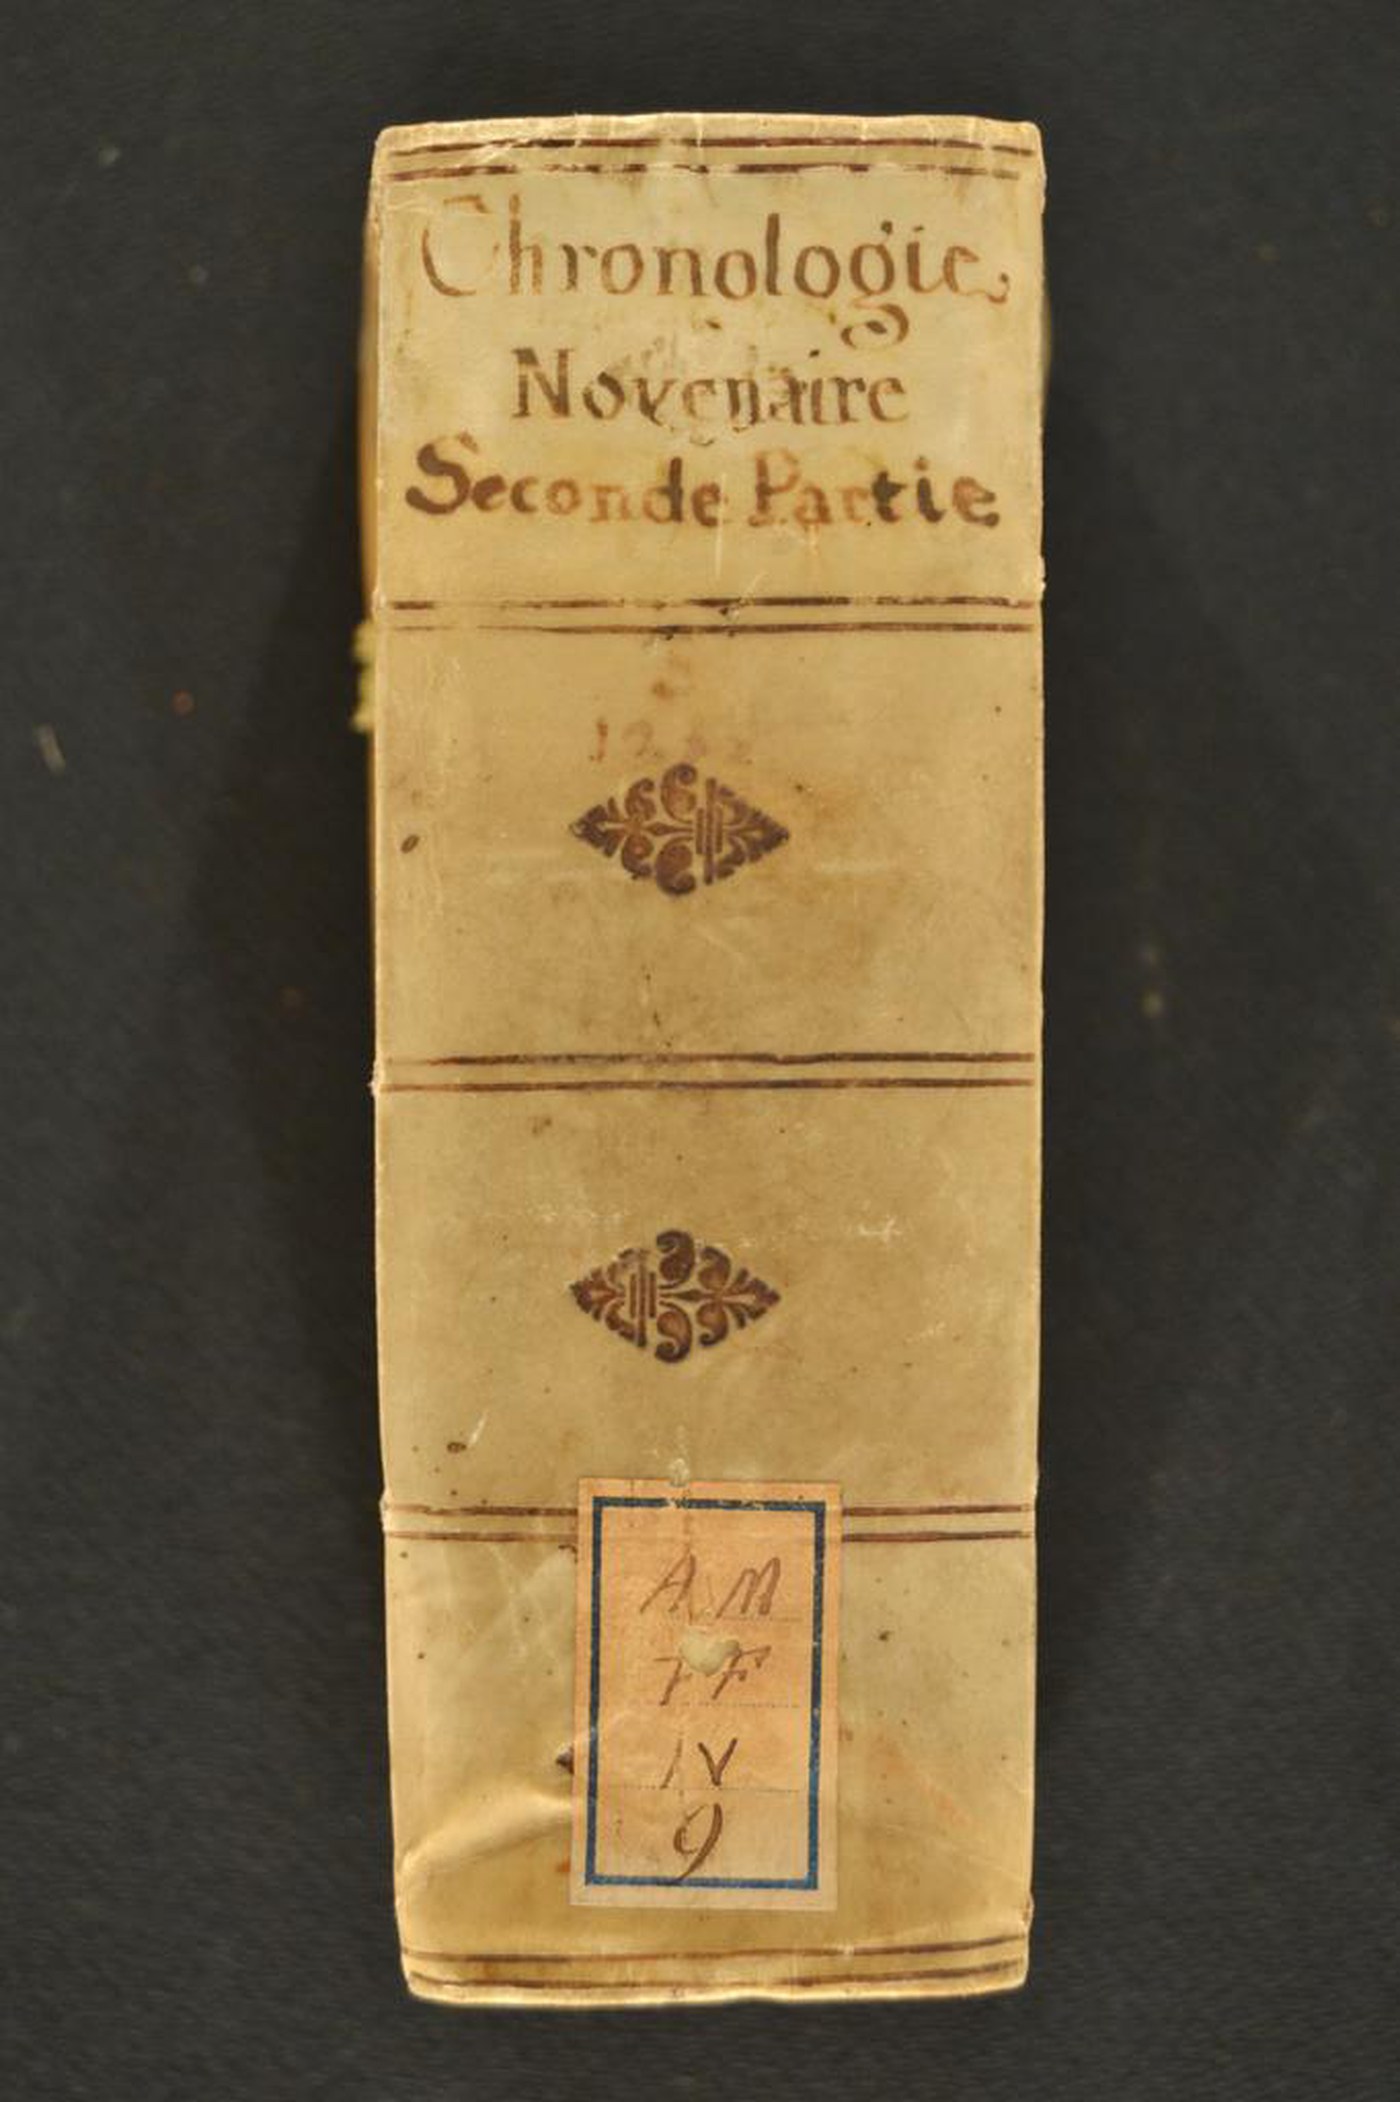 Chronologie
Novenaire
Seconde Partie
A M
FF
IV
9